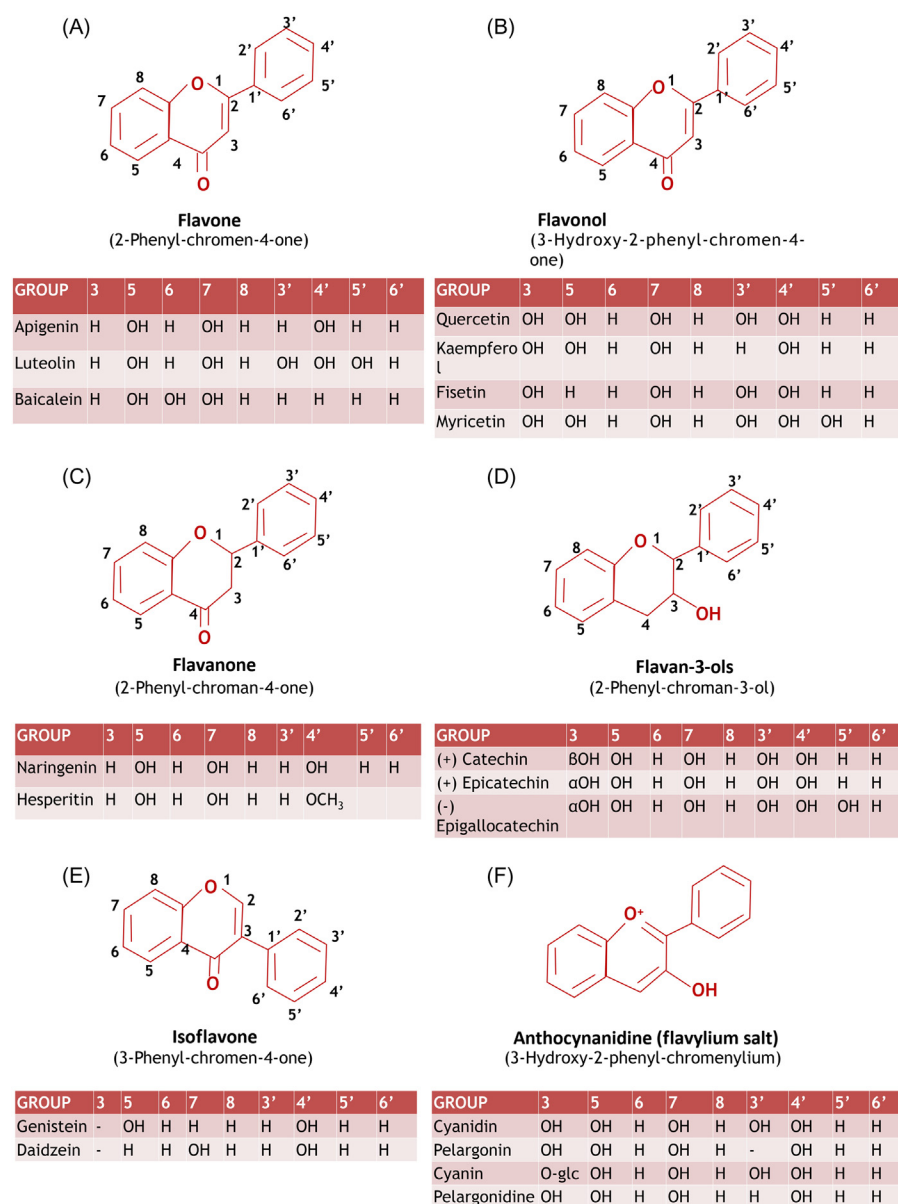 (A)
3’
2’
4’
8
1
O
5’
7
2
1’
6’
6
3
5
4
O
Flavone
(2-Phenyl-chromen-4-one)
GROUP 3 5 6 7 8 3’ 4’ 5’ 6’
Apigenin H OH H OH H H OH H H
Luteolin H OH H OH H OH OH OH H
Baicalein H OH OH OH H H H H H
(B)
3’
2’
4’
8
1
O
5’
7
2
1’
6’
6
3
5
4
O
Flavonol
(3-Hydroxy-2-phenyl-chromen-4-
one)
GROUP 3 5 6 7 8 3’ 4’ 5’ 6’
Quercetin OH OH H OH H OH OH H H
Kaempfero OH OH H OH H H OH H H
l
Fisetin OH H H OH H OH OH H H
Myricetin OH OH H OH H OH OH OH H
(C)
3’
2’
4’
8
1
O
5’
7
2
1’
6’
6
3
5
4
O
Flavanone
(2-Phenyl-chroman-4-one)
GROUP 3 5 6 7 8 3’ 4’ 5’ 6’
Naringenin H OH H OH H H OH H H
Hesperitin H OH H OH H H OCH3
(D)
3’
2’
4’
8
1
O
5’
7
2
1’
6’
6
3
OH
5
4
Flavan-3-ols
(2-Phenyl-chroman-3-ol)
GROUP 3 5 6 7 8 3’ 4’ 5’ 6’
(+) Catechin ßOH OH H OH H OH OH H H
(+) Epicatechin αOH OH H OH H OH OH H H
(-) αOH OH H OH H OH OH OH H
Epigallocatechin
(E)
8
O
1
7
2
3
2’
1’
3’
6
4
5
O
6’
4’
5’
Isoflavone
(3-Phenyl-chromen-4-one)
GROUP 3 5 6 7 8 3’ 4’ 5’ 6’
Genistein - OH H H H H OH H H
Daidzein - H H OH H H OH H H
(F)
O+
OH
Anthocynanidine (flavylium salt)
(3-Hydroxy-2-phenyl-chromenylium)
GROUP 3 5 6 7 8 3’ 4’ 5’ 6’
Cyanidin OH OH H OH H OH OH H H
Pelargonin OH OH H OH H - OH H H
Cyanin O-glc OH H OH H OH OH H H
Pelargonidine OH OH H OH H H OH H H